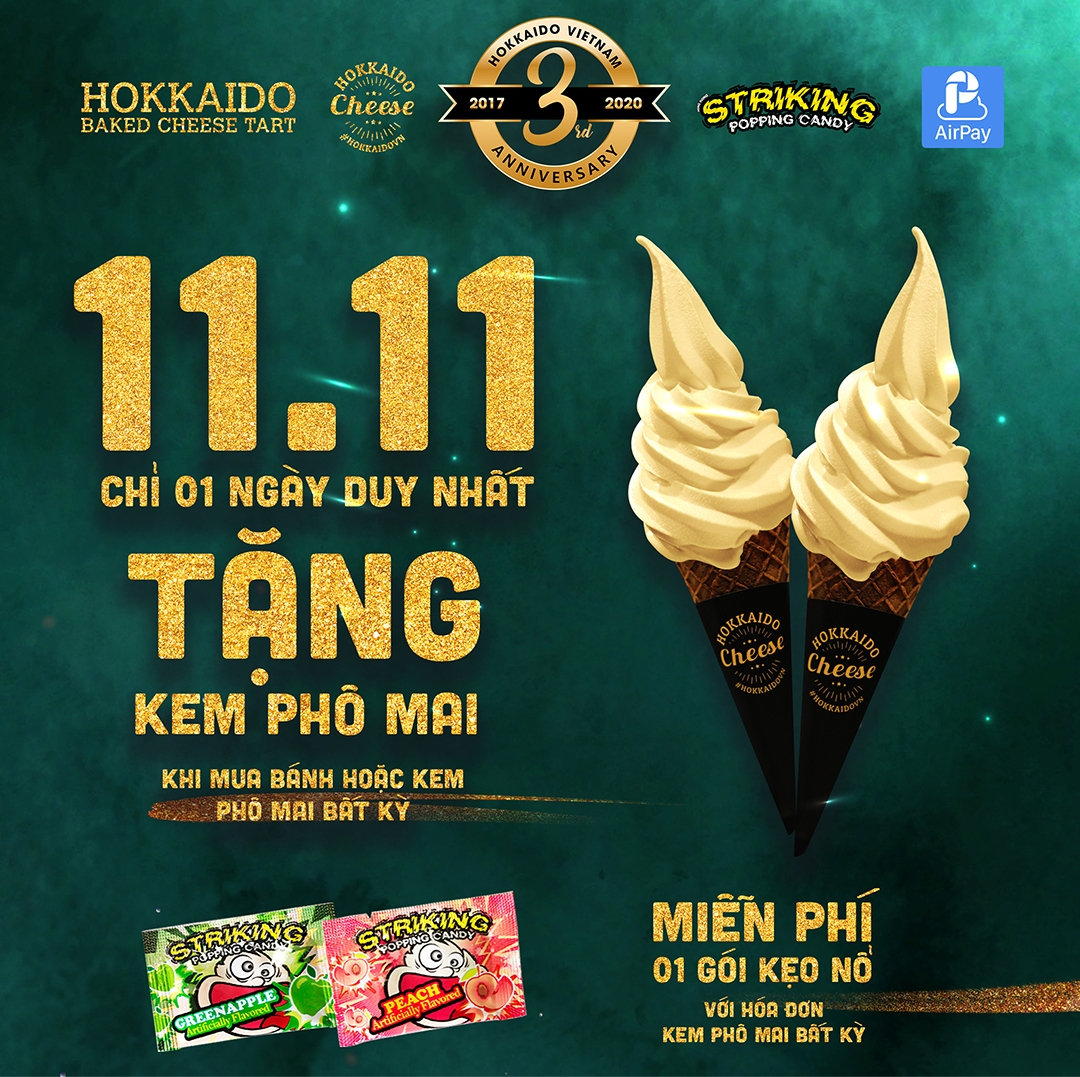 HOKKAIDO
BAKED CHEESE TART
HOKKAIDO
Cheese
#HOKKAIDOVN
HOKKAIDO VIETNAM
2017 3rd 2020
ANNIVERSARY
STRIKING
POPPING CANDY
AirPay
11.11
CHỈ 01 NGÀY DUY NHẤT
TẶNG
KEM PHÔ MAI
KHI MUA BÁNH HOẶC KEM
PHÔ MAI BẤT KỲ
HOKKAIDO
Cheese
#HOKKAIDOVN
HOKKAIDO
Cheese
#HOKKAIDOVN
STRIKING
POPPING CANDY
GREENAPPLE
Artificially Flavored
STRIKING
POPPING CANDY
PEACH
Artificially Flavored
MIỄN PHÍ
01 GÓI KẸO NỔ
VỚI HÓA ĐƠN
KEM PHÔ MAI BẤT KỲ